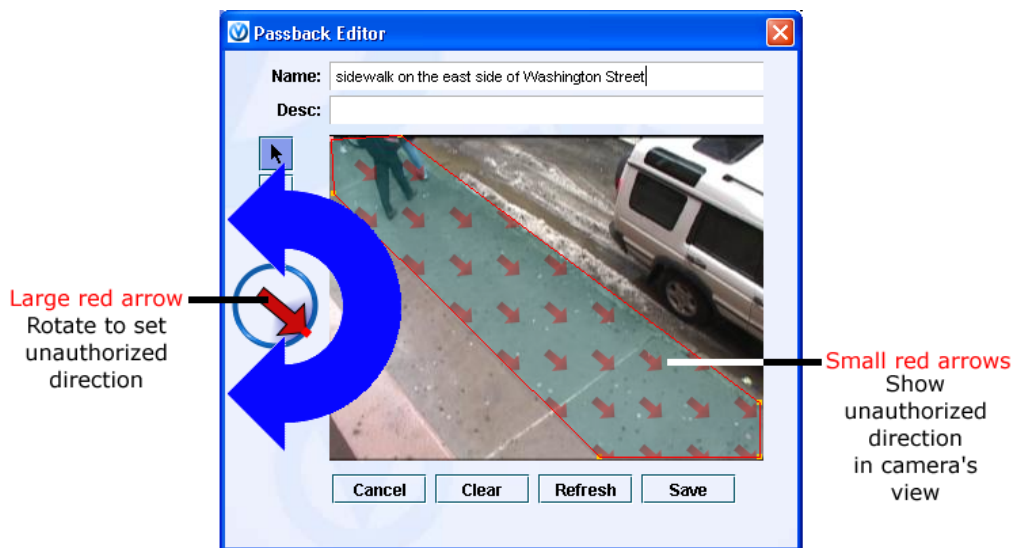 Passback Editor
Name: sidewalk on the east side of Washington Street
Desc:
Large red arrow
Rotate to set
unauthorized
direction
Small red arrows
Show
unauthorized
direction
in camera's
view
Cancel Clear Refresh Save